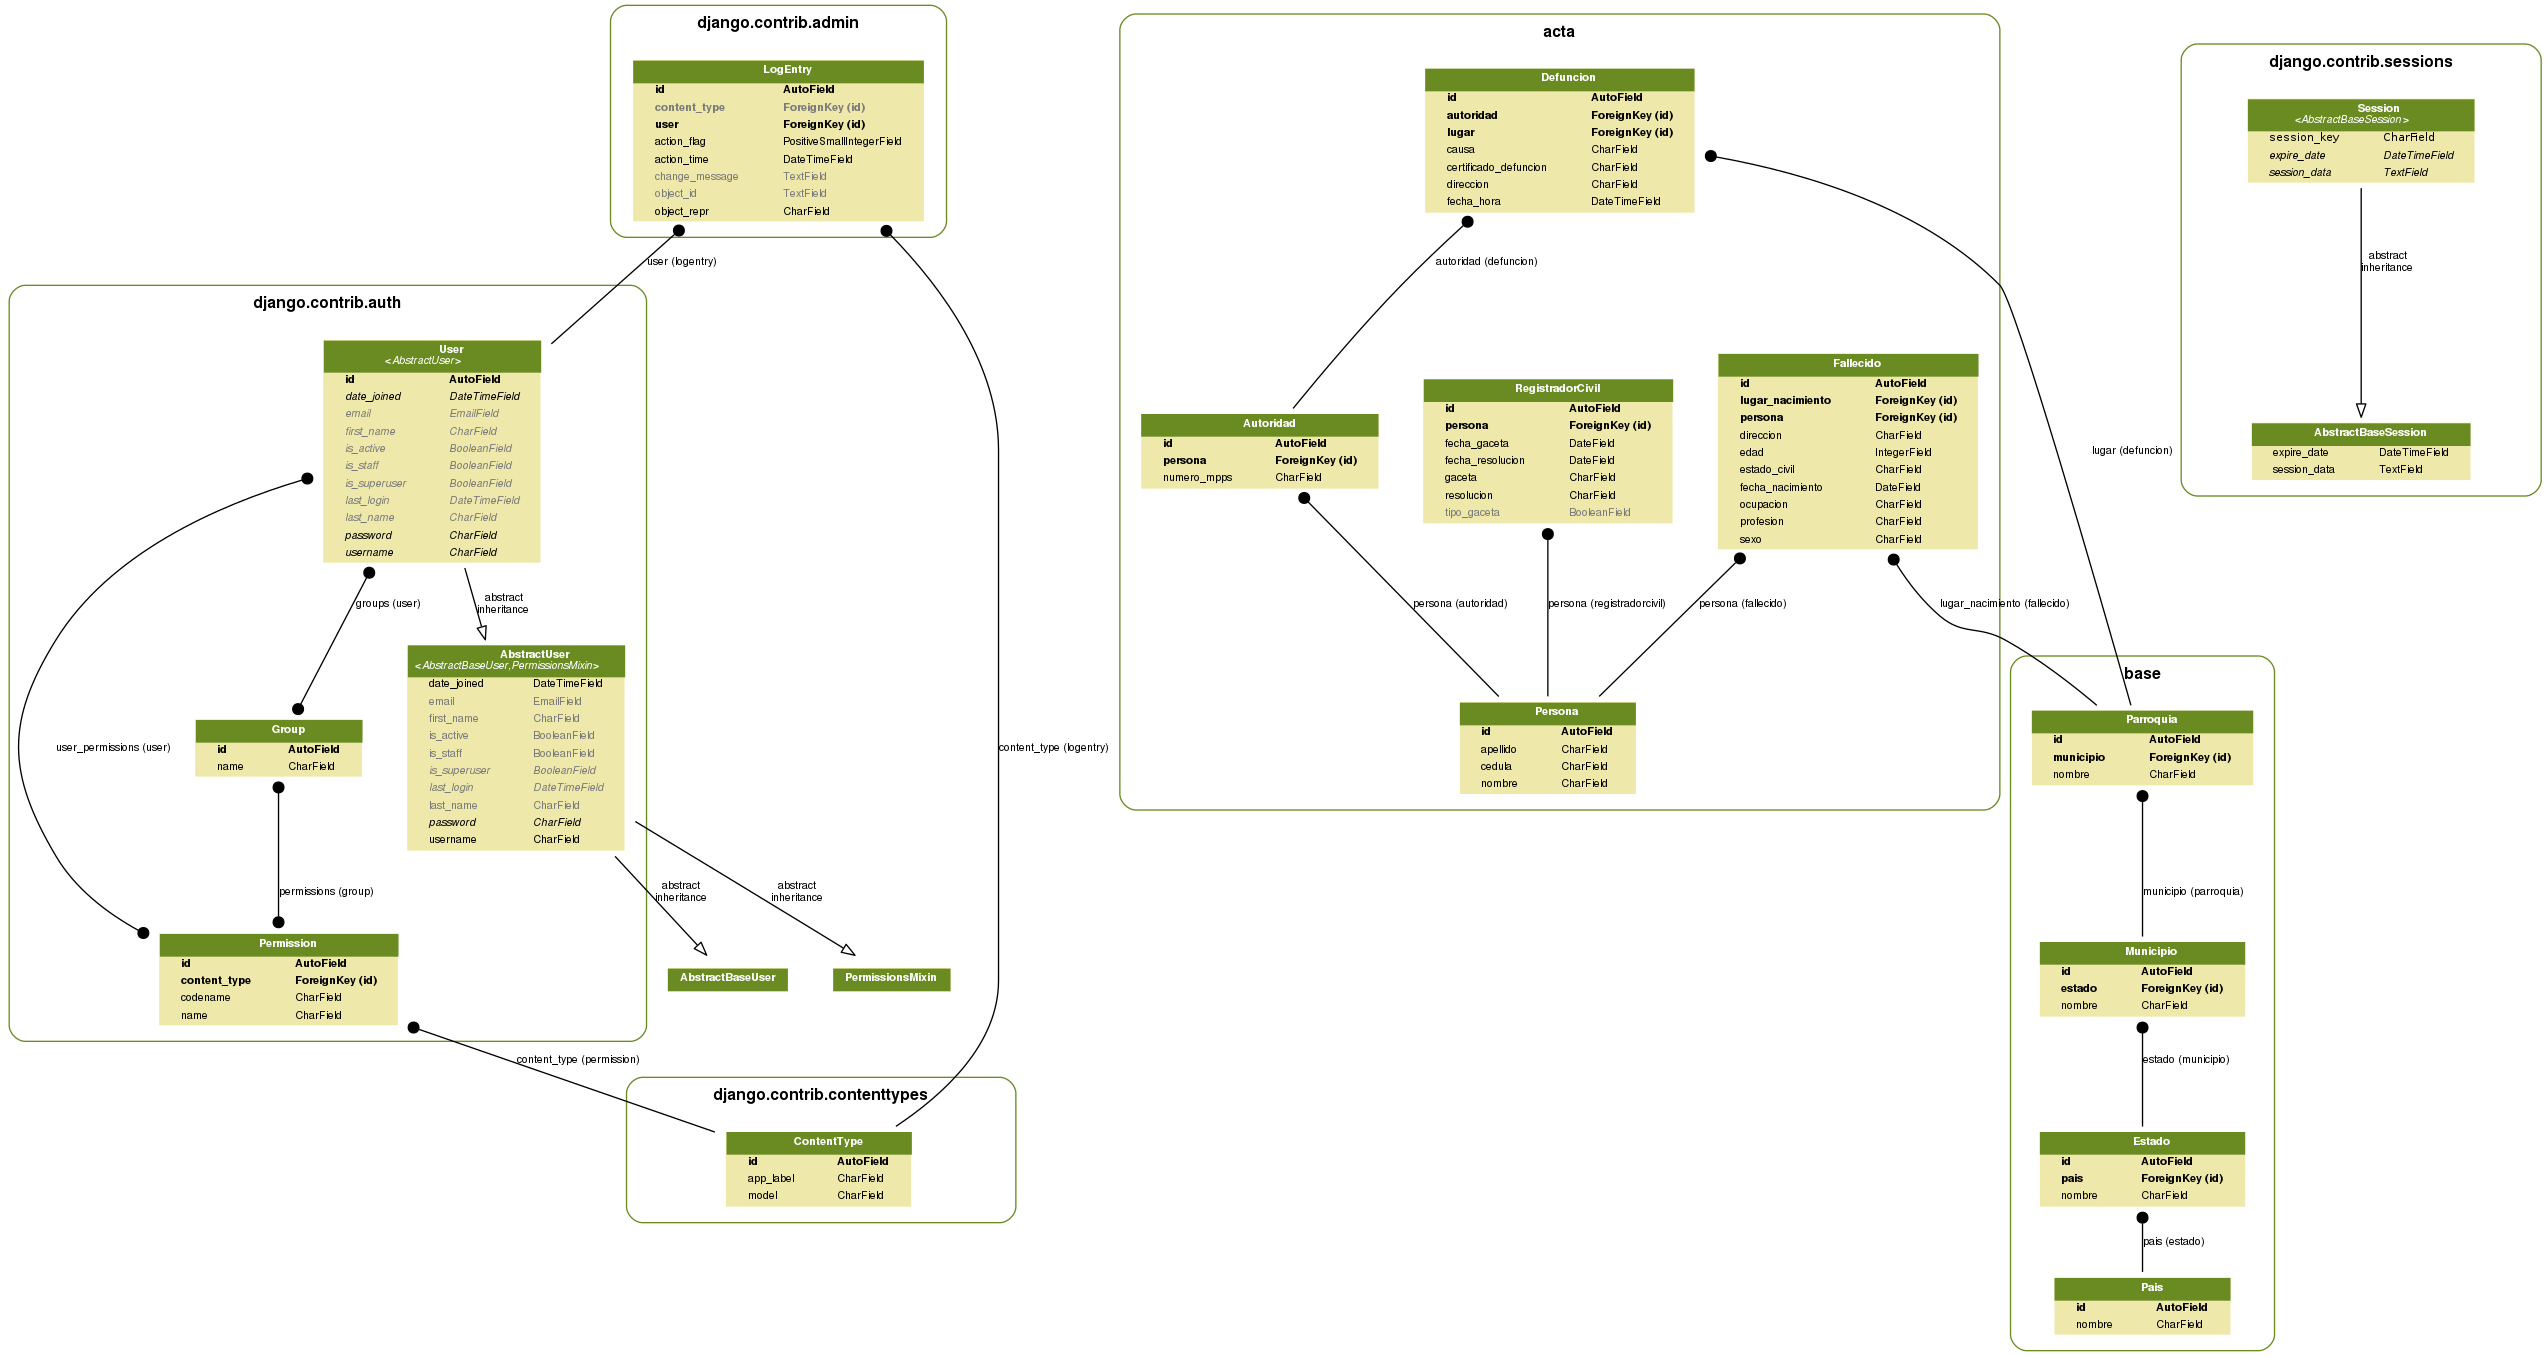 django.contrib.admin
LogEntry
id AutoField
content_type ForeignKey (id)
user ForeignKey (id)
action_flag PositiveSmallIntegerField
action_time DateTimeField
change_message TextField
object_id TextField
object_repr CharField
user (logentry)
content_type (logentry)
django.contrib.auth
User
<AbstractUser>
id AutoField
date_joined DateTimeField
email EmailField
first_name CharField
is_active BooleanField
is_staff BooleanField
is_superuser BooleanField
last_login DateTimeField
last_name CharField
password CharField
username CharField
groups (user)
abstract
inheritance
user_permissions (user)
AbstractUser
<AbstractBaseUser,PermissionsMixin>
date_joined DateTimeField
email EmailField
first_name CharField
is_active BooleanField
is_staff BooleanField
is_superuser BooleanField
last_login DateTimeField
last_name CharField
password CharField
username CharField
Group
id AutoField
name CharField
permissions (group)
abstract
inheritance
abstract
inheritance
Permission
id AutoField
content_type ForeignKey (id)
codename CharField
name CharField
AbstractBaseUser
PermissionsMixin
content_type (permission)
django.contrib.contenttypes
ContentType
id AutoField
app_label CharField
model CharField
acta
Defuncion
id AutoField
autoridad ForeignKey (id)
lugar ForeignKey (id)
causa CharField
certificado_defuncion CharField
direccion CharField
fecha_hora DateTimeField
autoridad (defuncion)
lugar (defuncion)
Autoridad
id AutoField
persona ForeignKey (id)
numero_mpps CharField
RegistradorCivil
id AutoField
persona ForeignKey (id)
fecha_gaceta DateField
fecha_resolucion DateField
gaceta CharField
resolucion CharField
tipo_gaceta BooleanField
Fallecido
id AutoField
lugar_nacimiento ForeignKey (id)
persona ForeignKey (id)
direccion CharField
edad IntegerField
estado_civil CharField
fecha_nacimiento DateField
ocupacion CharField
profesion CharField
sexo CharField
persona (autoridad)
persona (registradorcivil)
persona (fallecido)
lugar_nacimiento (fallecido)
Persona
id AutoField
apellido CharField
cedula CharField
nombre CharField
base
Parroquia
id AutoField
municipio ForeignKey (id)
nombre CharField
municipio (parroquia)
Municipio
id AutoField
estado ForeignKey (id)
nombre CharField
estado (municipio)
Estado
id AutoField
pais ForeignKey (id)
nombre CharField
pais (estado)
Pais
id AutoField
nombre CharField
django.contrib.sessions
Session
<AbstractBaseSession>
session_key CharField
expire_date DateTimeField
session_data TextField
abstract
inheritance
AbstractBaseSession
expire_date DateTimeField
session_data TextField